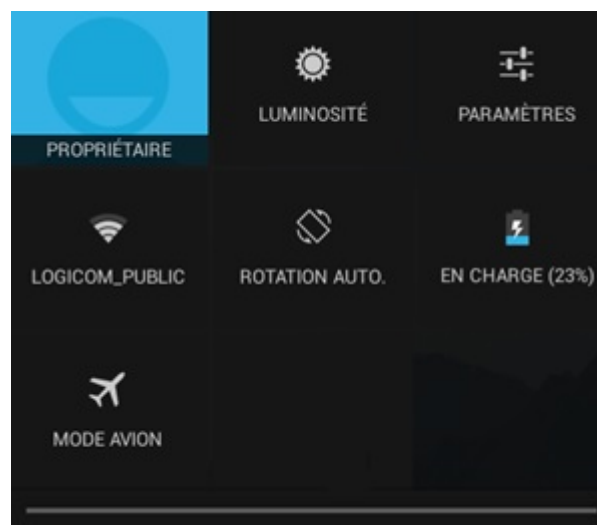 PROPRIÉTAIRE
LUMINOSITÉ
PARAMÈTRES
LOGICOM_PUBLIC
ROTATION AUTO.
EN CHARGE (23%)
MODE AVION